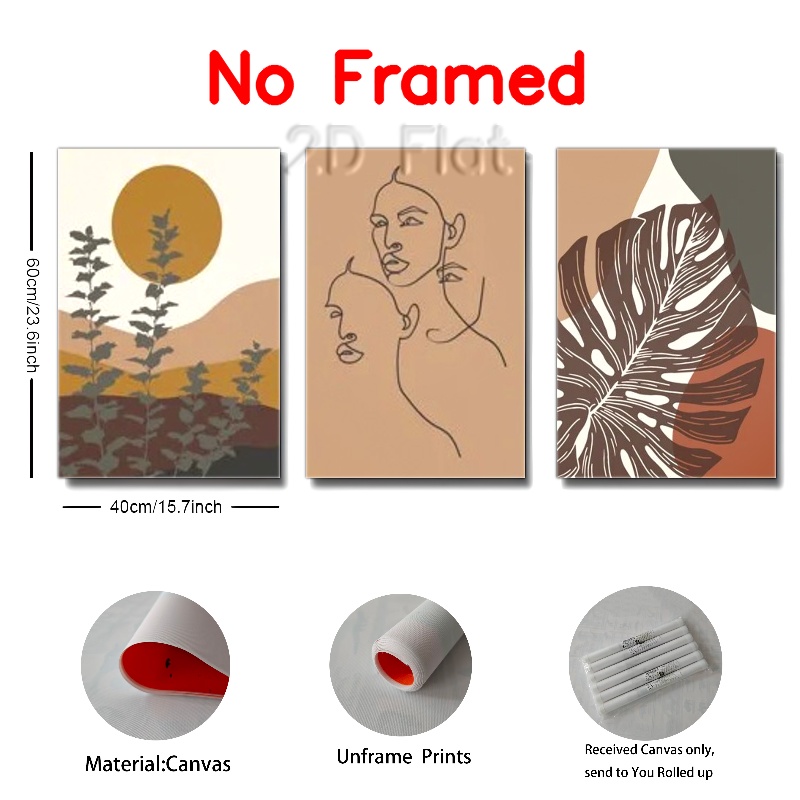 No Framed
2D Flat
60cm/23.6inch
40cm/15.7inch
Material:Canvas
Unframe Prints
Received Canvas only,
send to You Rolled up